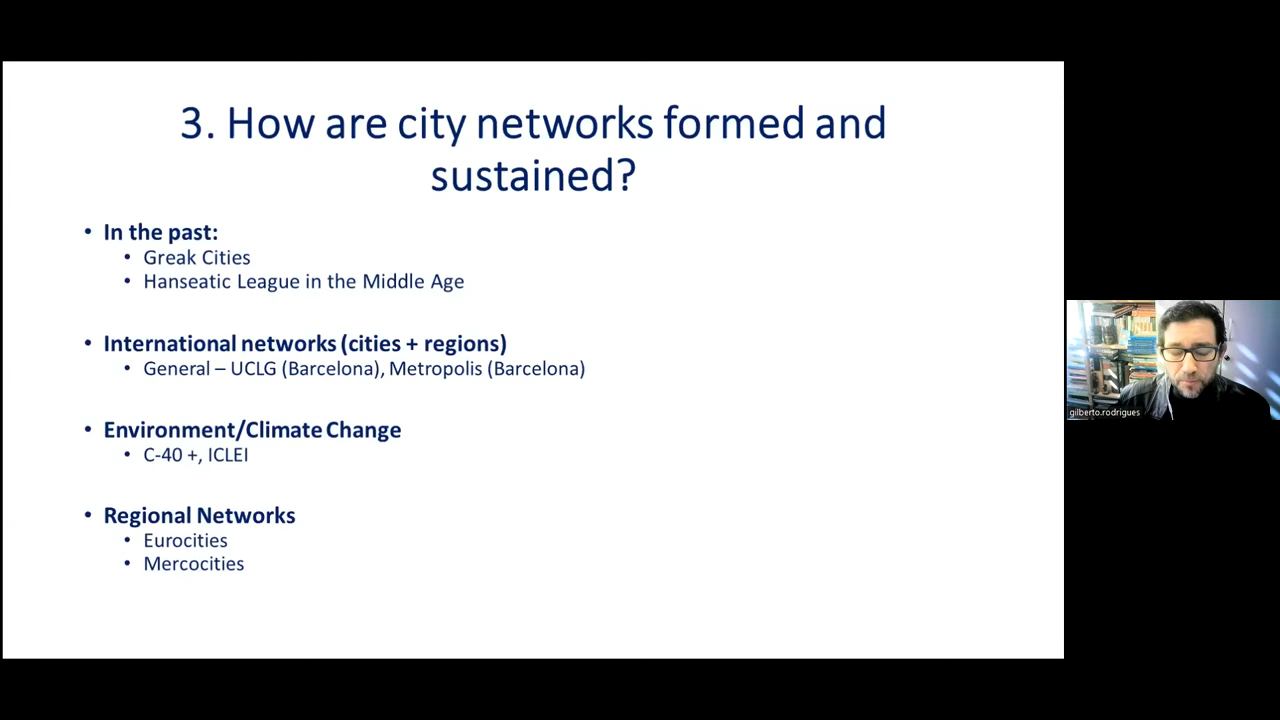 3. How are city networks formed and
sustained?
• In the past:
• Greak Cities
• Hanseatic League in the Middle Age
• International networks (cities + regions)
• General – UCLG (Barcelona), Metropolis (Barcelona)
• Environment/Climate Change
• C-40 +, ICLEI
• Regional Networks
• Eurocities
• Mercocities
gilberto.rodrigues